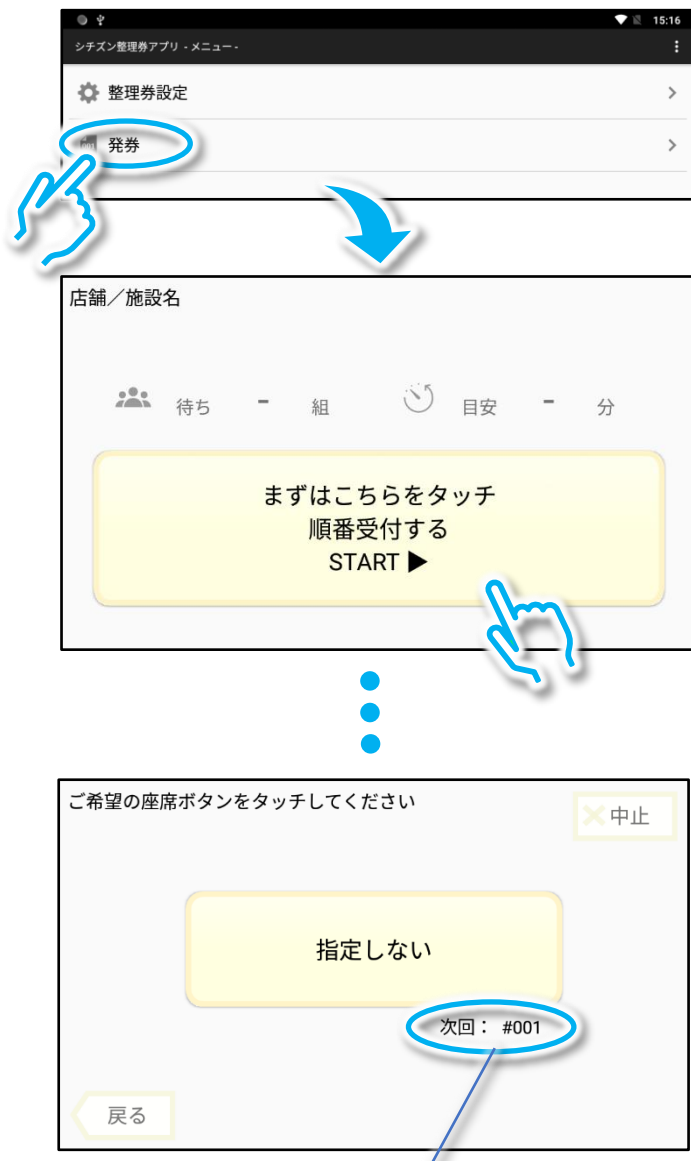 15:16
シチズン整理券アプリ - メニュー -
整理券設定
001 発券
店舗／施設名
待ち - 組 目安 - 分
まずはこちらをタッチ
順番受付する
START ▶
ご希望の座席ボタンをタッチしてください
中止
指定しない
次回： #001
戻る